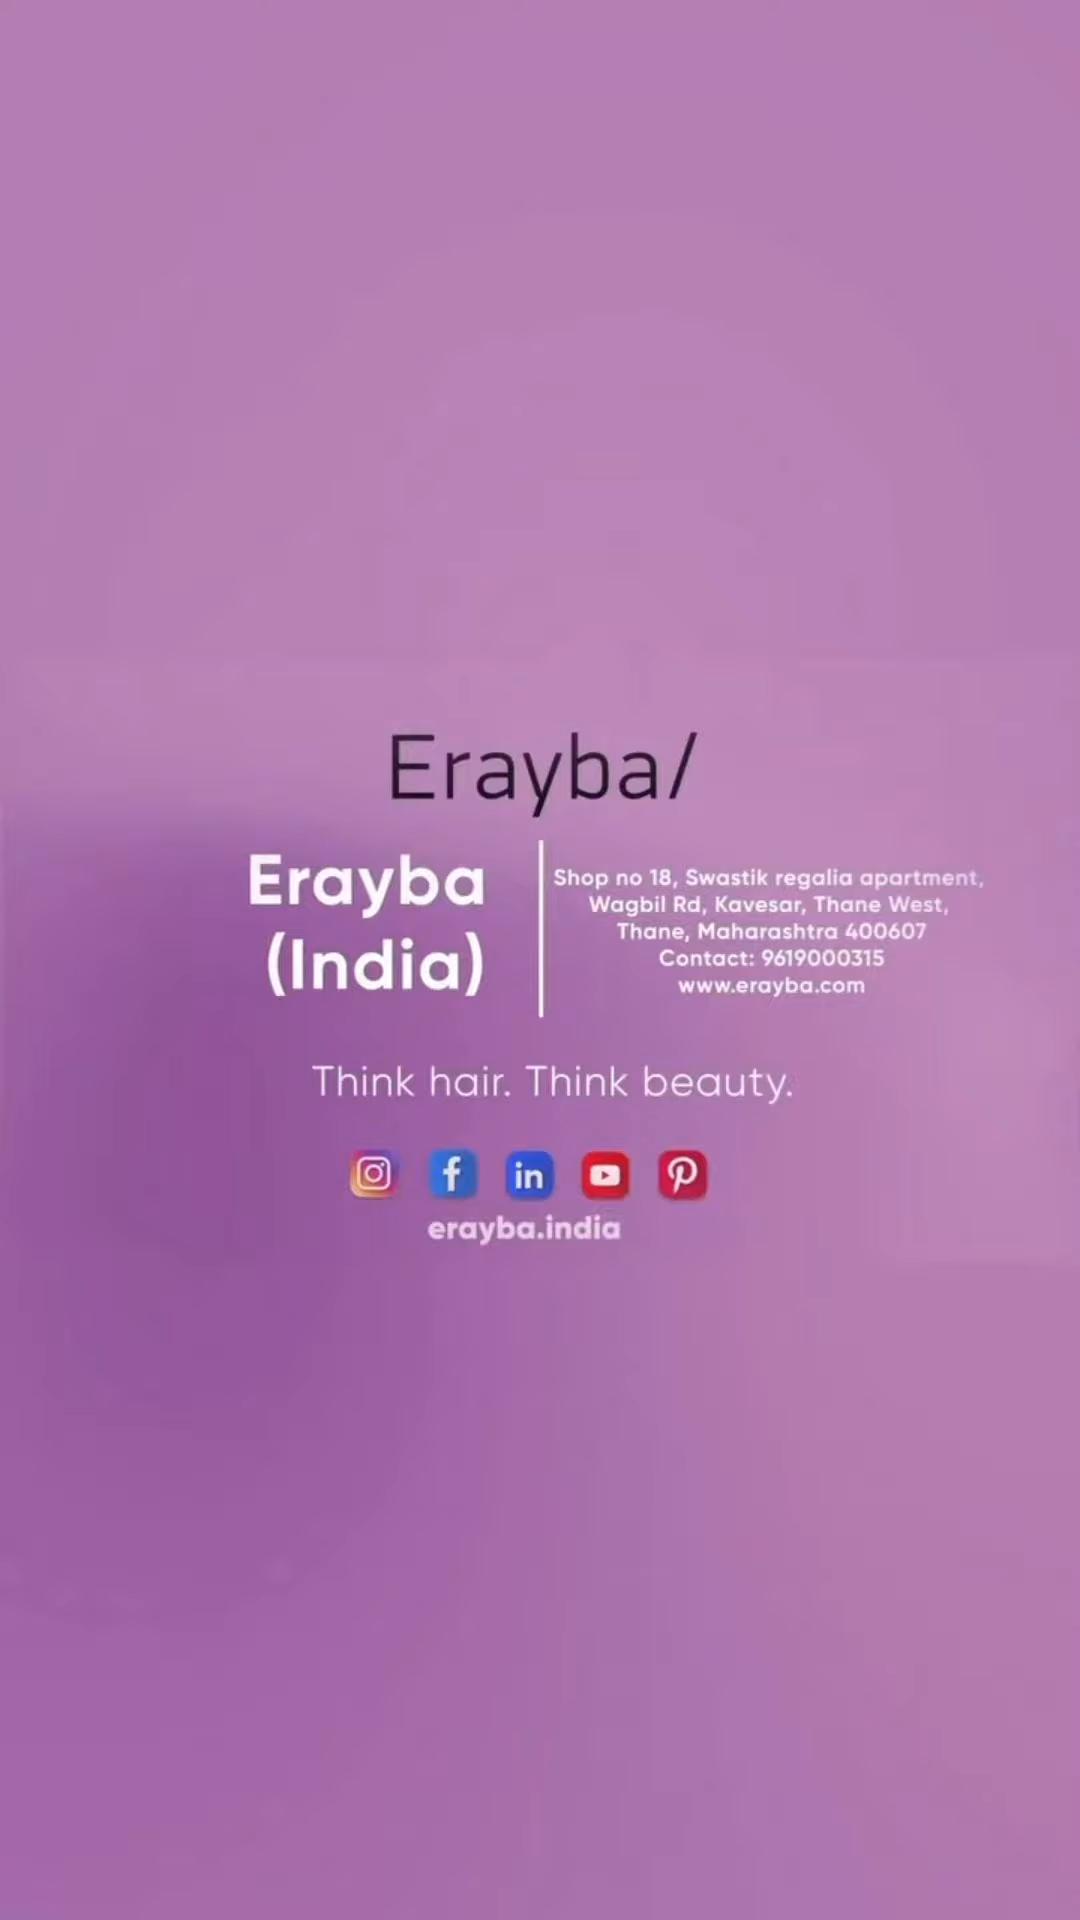 Erayba/
Erayba
(India)
Shop no 18, Swastik regalia apartment,
Wagbil Rd, Kavesar, Thane West,
Thane, Maharashtra 400607
Contact: 9619000315
www.erayba.com
Think hair. Think beauty.
erayba.india